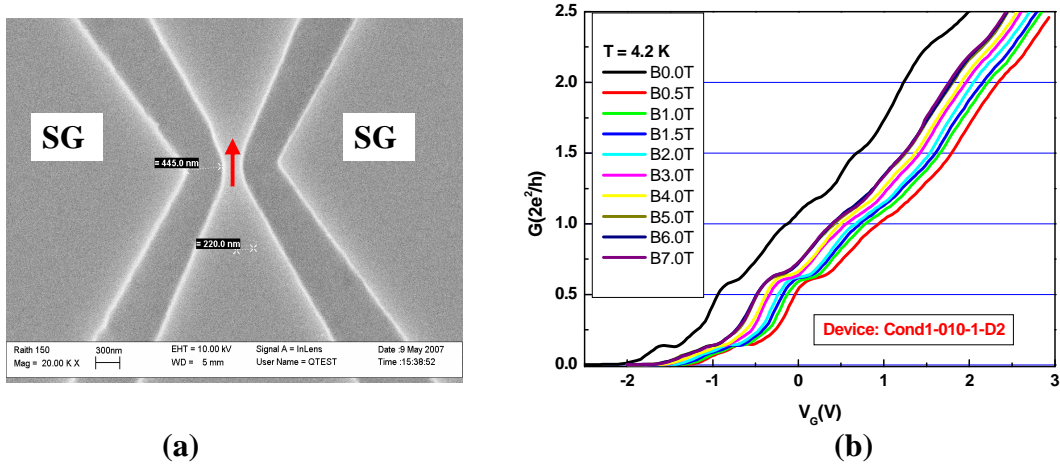 SG
SG
= 445.0 nm
= 220.0 nm
Raith 150
Mag = 20.00 K X
300nm
EHT = 10.00 kV
WD = 5 mm
Signal A = InLens
User Name = QTEST
Date :9 May 2007
Time :15:38:52
(a)
2.5
2.0
1.5
1.0
0.5
0.0
G(2e²/h)
T = 4.2 K
B0.0T
B0.5T
B1.0T
B1.5T
B2.0T
B3.0T
B4.0T
B5.0T
B6.0T
B7.0T
Device: Cond1-010-1-D2
-2
-1
0
1
2
3
V_G(V)
(b)